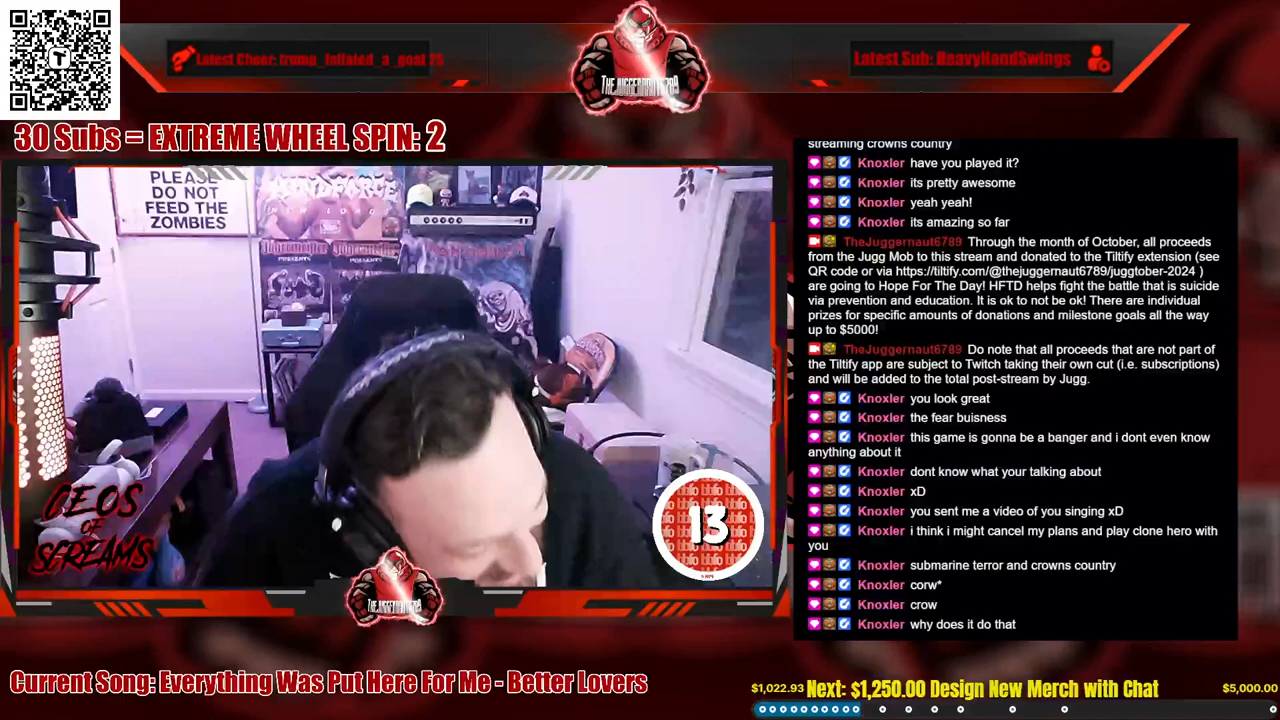 Latest Cheer: trump_inflated_a_goat 25
THEJUGGERNAUT6789
Latest Sub: HeavyHandSwings
30 Subs = EXTREME WHEEL SPIN: 2
PLEASE
DO NOT
FEED THE
ZOMBIES
MINDFORCE
Jägermeister
PRESENTS
Jägermeister
PRESENTS
CEOS
OF
SCREAMS
13
THEJUGGERNAUT6789
streaming crowns country
Knoxler have you played it?
Knoxler its pretty awesome
Knoxler yeah yeah!
Knoxler its amazing so far
TheJuggernaut6789 Through the month of October, all proceeds
from the Jugg Mob to this stream and donated to the Tiltify extension (see
QR code or via https://tiltify.com/@thejuggernaut6789/juggtober-2024 )
are going to Hope For The Day! HFTD helps fight the battle that is suicide
via prevention and education. It is ok to not be ok! There are individual
prizes for specific amounts of donations and milestone goals all the way
up to $5000!
TheJuggernaut6789 Do note that all proceeds that are not part of
the Tiltify app are subject to Twitch taking their own cut (i.e. subscriptions)
and will be added to the total post-stream by Jugg.
Knoxler you look great
Knoxler the fear buisness
Knoxler this game is gonna be a banger and i dont even know
anything about it
Knoxler dont know what your talking about
Knoxler xD
Knoxler you sent me a video of you singing xD
Knoxler i think i might cancel my plans and play clone hero with
you
Knoxler submarine terror and crowns country
Knoxler corw*
Knoxler crow
Knoxler why does it do that
Current Song: Everything Was Put Here For Me - Better Lovers
$1,022.93 Next: $1,250.00 Design New Merch with Chat $5,000.00